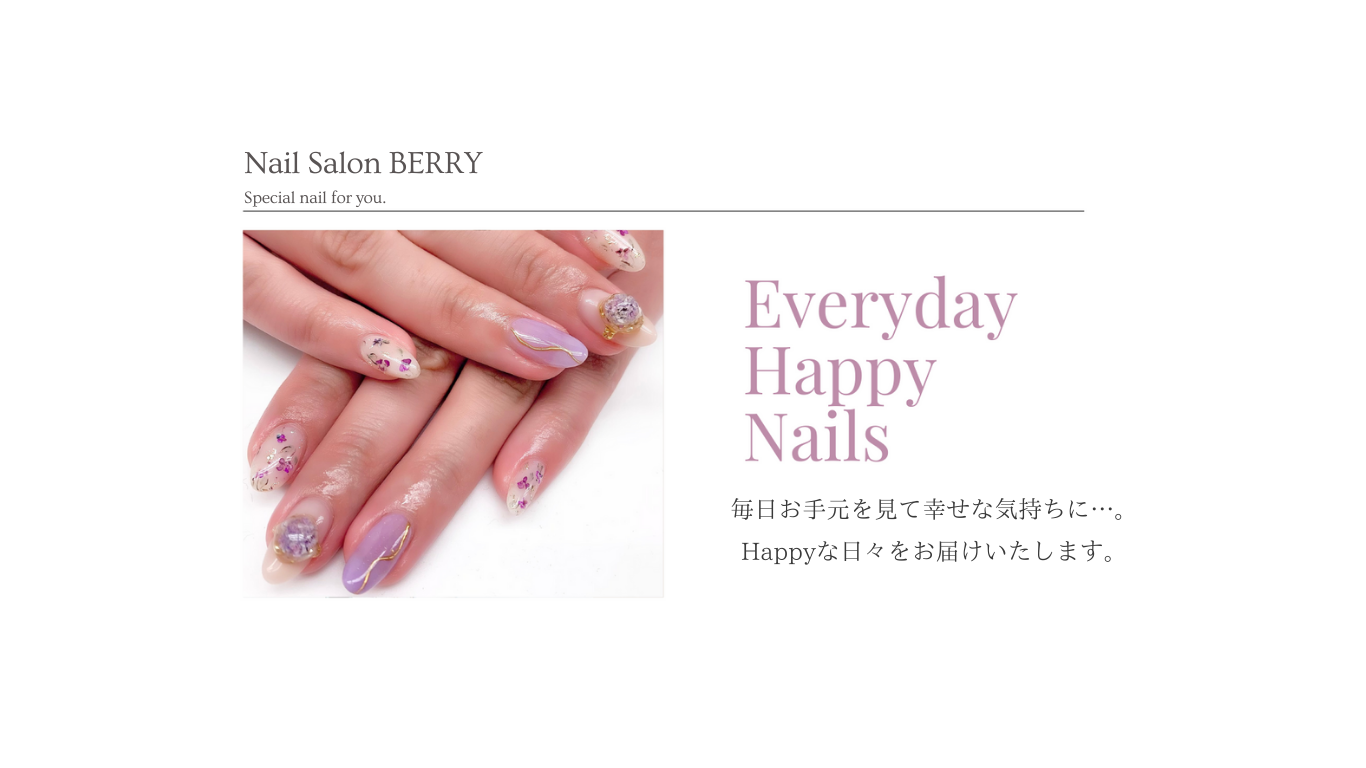 Nail Salon BERRY
Special nail for you.
Everyday
Happy
Nails
毎日お手元を見て幸せな気持ちに…。
Happyな日々をお届けいたします。